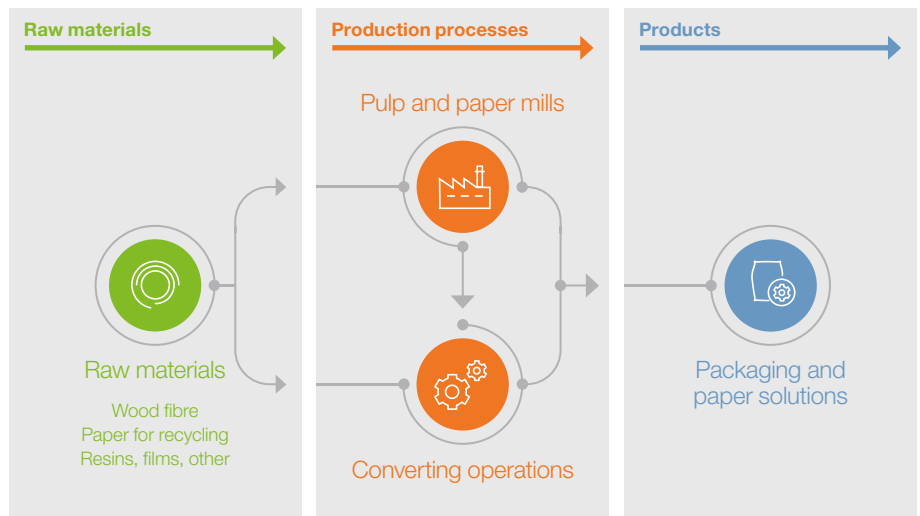 Raw materials
Production processes
Products
Pulp and paper mills
Raw materials
Wood fibre
Paper for recycling
Resins, films, other
Converting operations
Packaging and
paper solutions